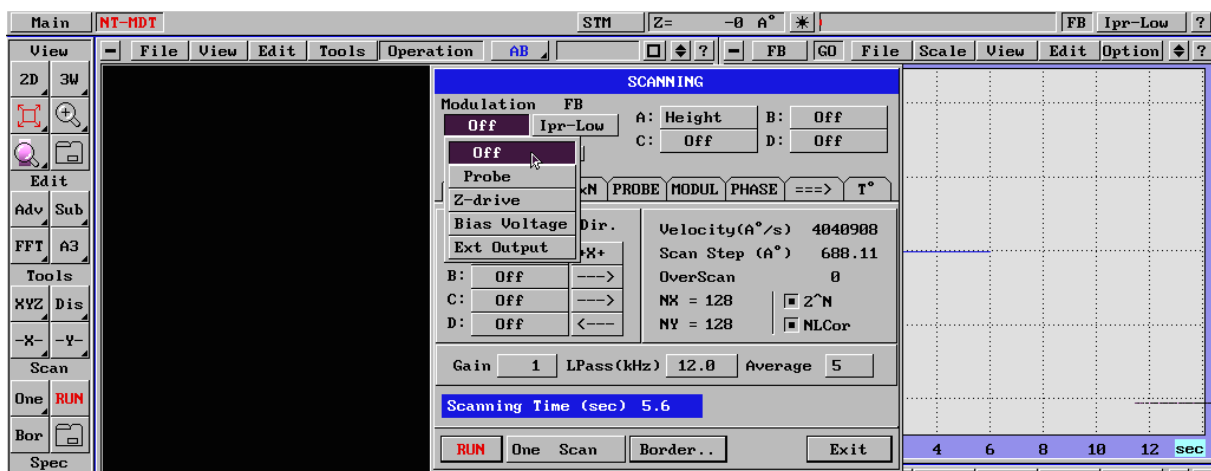 Main NT-MDT STM Z= -0 A° FB Ipr-Low ?
View - File View Edit Tools Operation AB ? - FB GO File Scale View Edit Option ?
2D 3W
SCANNING
Modulation FB
Off Ipr-Low A: Height B: Off
C: Off D: Off
Off
Probe
Z-drive
Bias Voltage
Ext Output
xN PROBE MODUL PHASE ===> T°
Dir.
+X+
B: Off --->
C: Off --->
D: Off <---
Velocity(A°/s) 4040908
Scan Step (A°) 688.11
OverScan 0
NX = 128 2^N
NY = 128 NLCor
Gain 1 LPass(kHz) 12.0 Average 5
Scanning Time (sec) 5.6
RUN One Scan Border.. Exit
Edit
Adv Sub
FFT A3
Tools
XYZ Dis
-X- -Y-
Scan
One RUN
Bor
Spec
4 6 8 10 12 sec